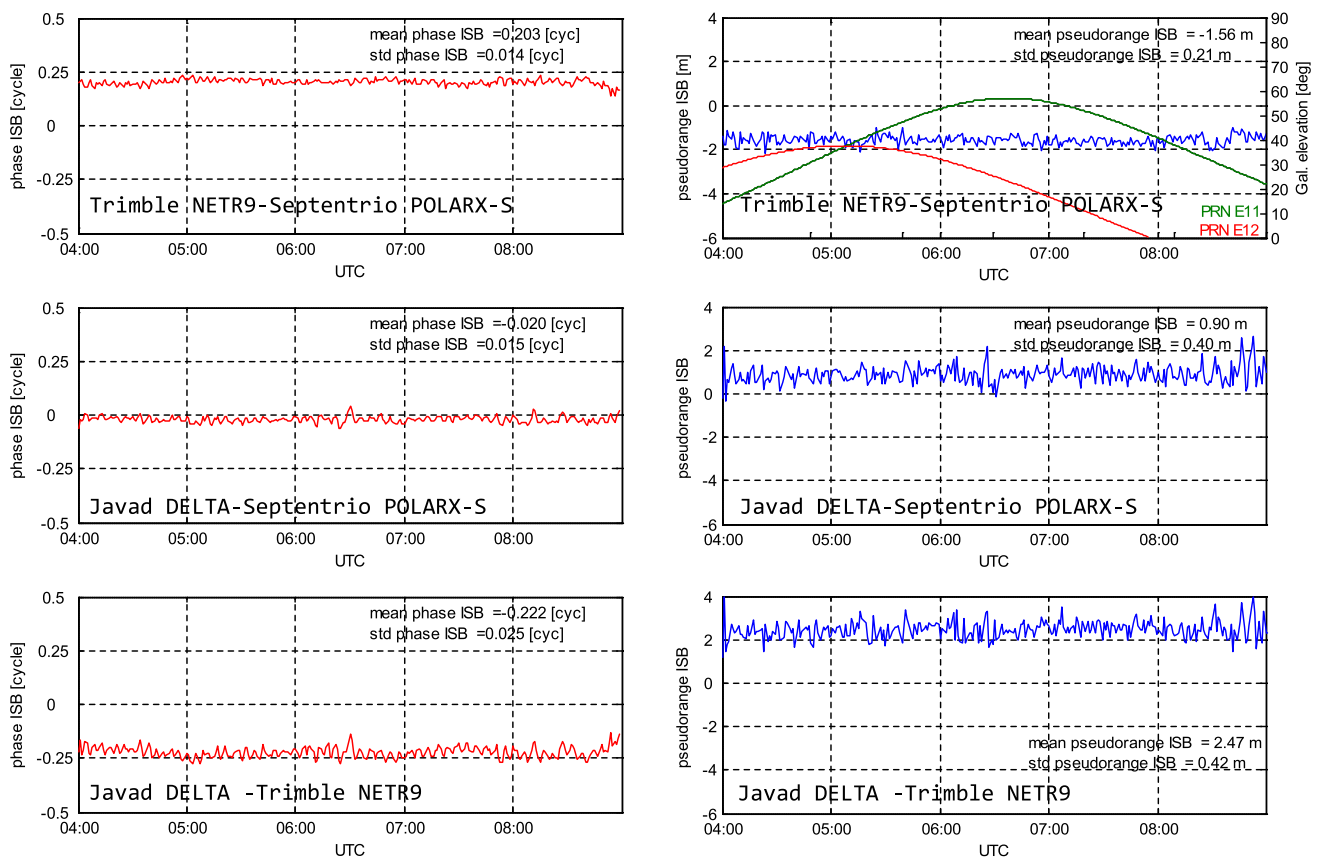 mean phase ISB =0.203 [cyc]
std phase ISB =0.014 [cyc]
0.5
0.25
0
-0.25
-0.5
phase ISB [cycle]
Trimble NETR9-Septentrio POLARX-S
04:00 05:00 06:00 07:00 08:00
UTC
mean pseudorange ISB = -1.56 m
std pseudorange ISB = 0.21 m
4
2
0
-2
-4
-6
pseudorange ISB [m]
90
80
70
60
50
40
30
20
10
0
Gal. elevation [deg]
Trimble NETR9-Septentrio POLARX-S
PRN E11
PRN E12
04:00 05:00 06:00 07:00 08:00
UTC
mean phase ISB =-0.020 [cyc]
std phase ISB =0.015 [cyc]
0.5
0.25
0
-0.25
-0.5
phase ISB [cycle]
Javad DELTA-Septentrio POLARX-S
04:00 05:00 06:00 07:00 08:00
UTC
mean pseudorange ISB = 0.90 m
std pseudorange ISB = 0.40 m
4
2
0
-2
-4
-6
pseudorange ISB
Javad DELTA-Septentrio POLARX-S
04:00 05:00 06:00 07:00 08:00
UTC
mean phase ISB =-0.222 [cyc]
std phase ISB =0.025 [cyc]
0.5
0.25
0
-0.25
-0.5
phase ISB [cycle]
Javad DELTA -Trimble NETR9
04:00 05:00 06:00 07:00 08:00
UTC
4
2
0
-2
-4
-6
pseudorange ISB
mean pseudorange ISB = 2.47 m
std pseudorange ISB = 0.42 m
Javad DELTA -Trimble NETR9
04:00 05:00 06:00 07:00 08:00
UTC